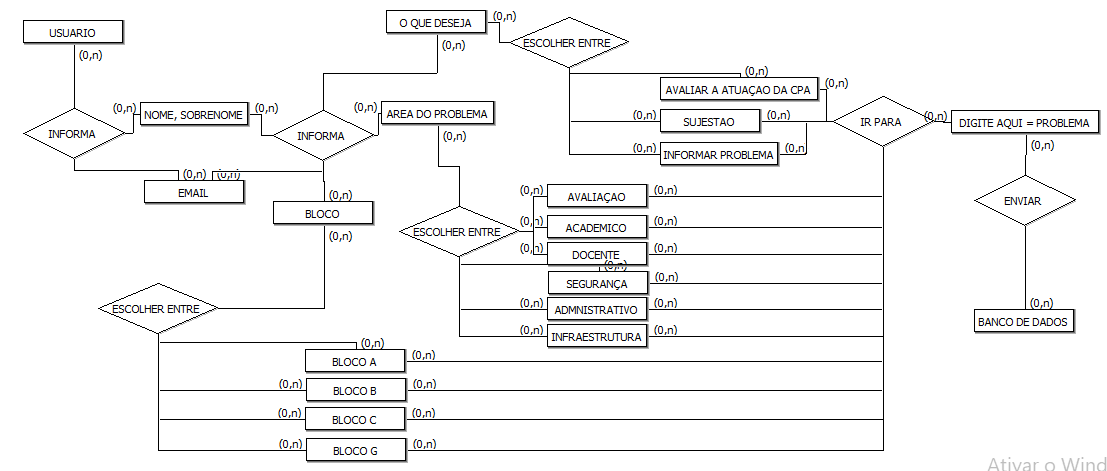 USUARIO
(0,n)
O QUE DESEJA
(0,n)
(0,n)
ESCOLHER ENTRE
(0,n)
AVALIAR A ATUAÇAO DA CPA
(0,n)
(0,n)
SUJESTAO
(0,n)
INFORMAR PROBLEMA
(0,n)
IR PARA
(0,n)
DIGITE AQUI = PROBLEMA
(0,n)
ENVIAR
(0,n)
BANCO DE DADOS
INFORMA
(0,n)
NOME, SOBRENOME
(0,n)
INFORMA
(0,n)
AREA DO PROBLEMA
(0,n)
(0,n)
(0,n)
EMAIL
(0,n)
BLOCO
(0,n)
ESCOLHER ENTRE
(0,n)
AVALIAÇAO
(0,n)
(0,n)
ACADEMICO
(0,n)
(0,n)
DOCENTE
(0,n)
(0,n)
SEGURANÇA
(0,n)
(0,n)
ADMNISTRATIVO
(0,n)
(0,n)
INFRAESTRUTURA
(0,n)
ESCOLHER ENTRE
(0,n)
BLOCO A
(0,n)
(0,n)
BLOCO B
(0,n)
(0,n)
BLOCO C
(0,n)
(0,n)
BLOCO G
(0,n)
Ativar o Wind